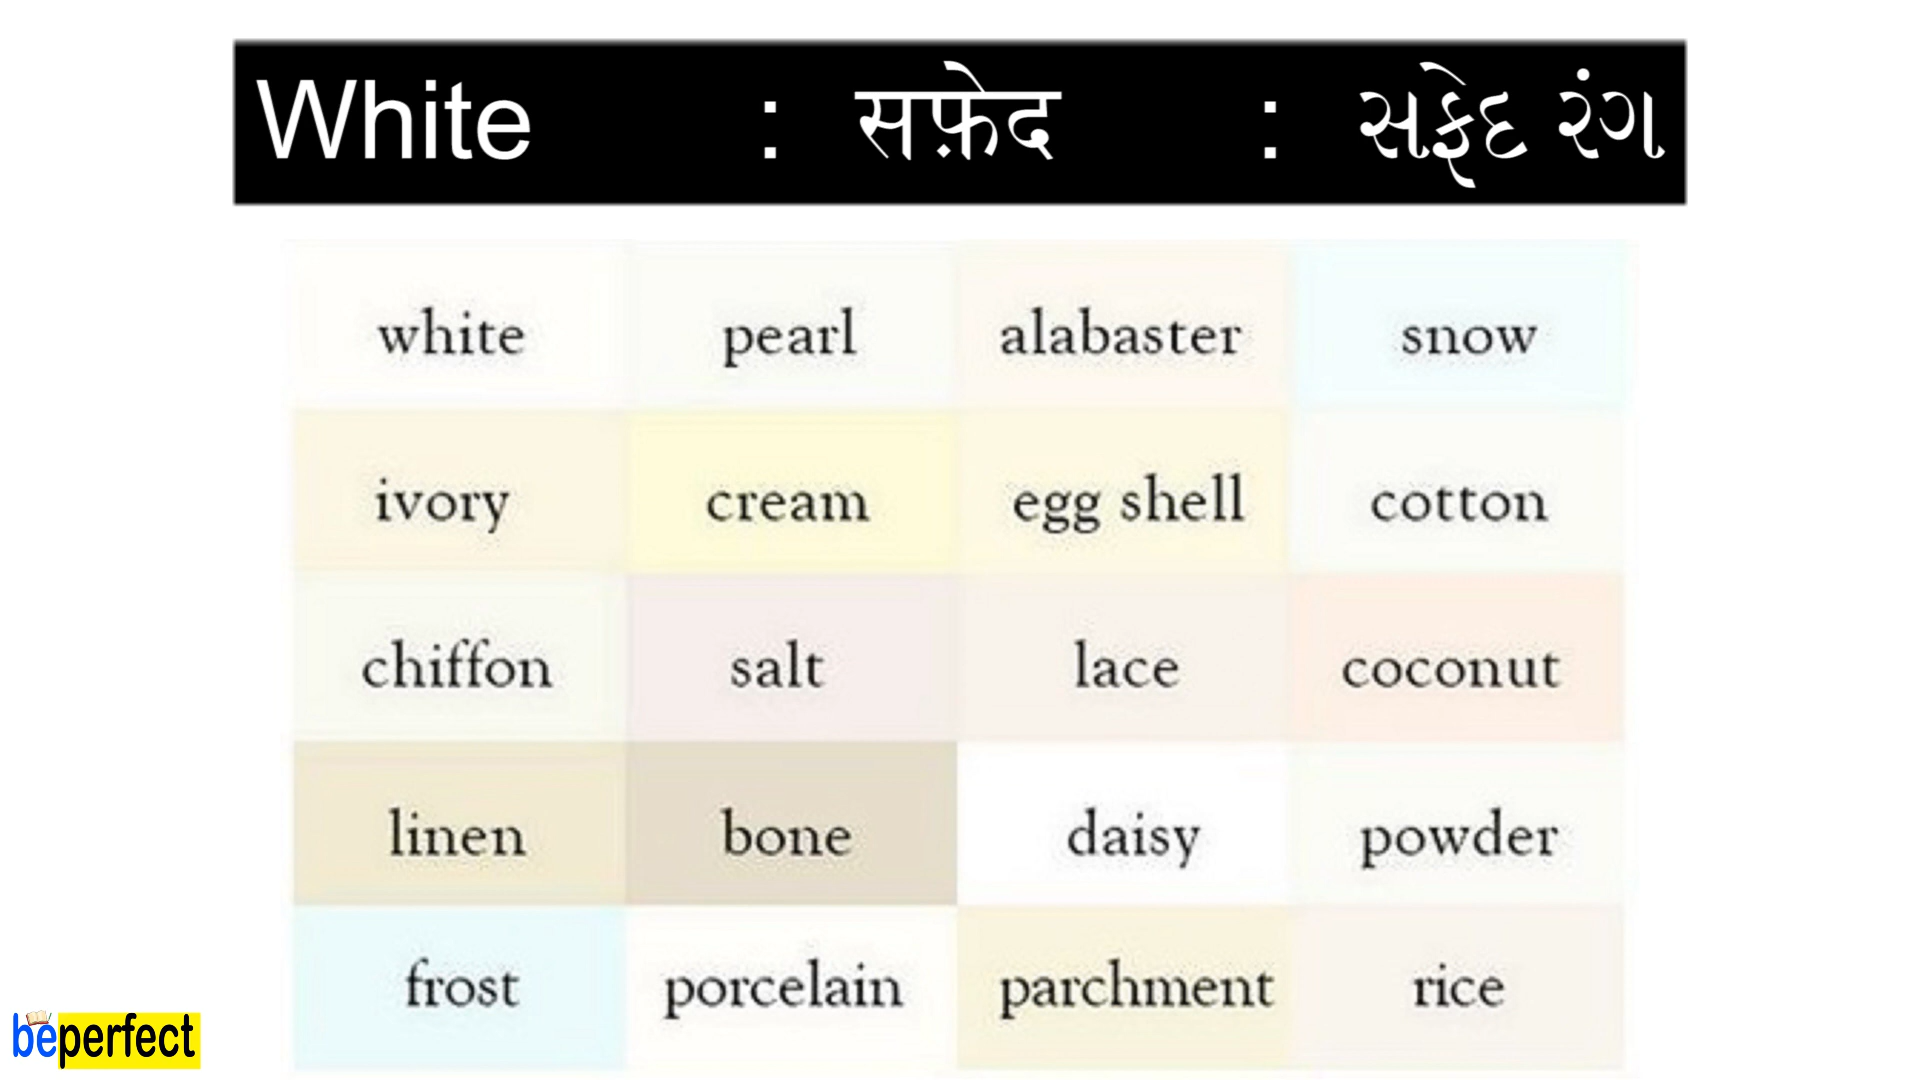 White : सफ़ेद : સફેદ રંગ
white pearl alabaster snow
ivory cream egg shell cotton
chiffon salt lace coconut
linen bone daisy powder
frost porcelain parchment rice
beperfect